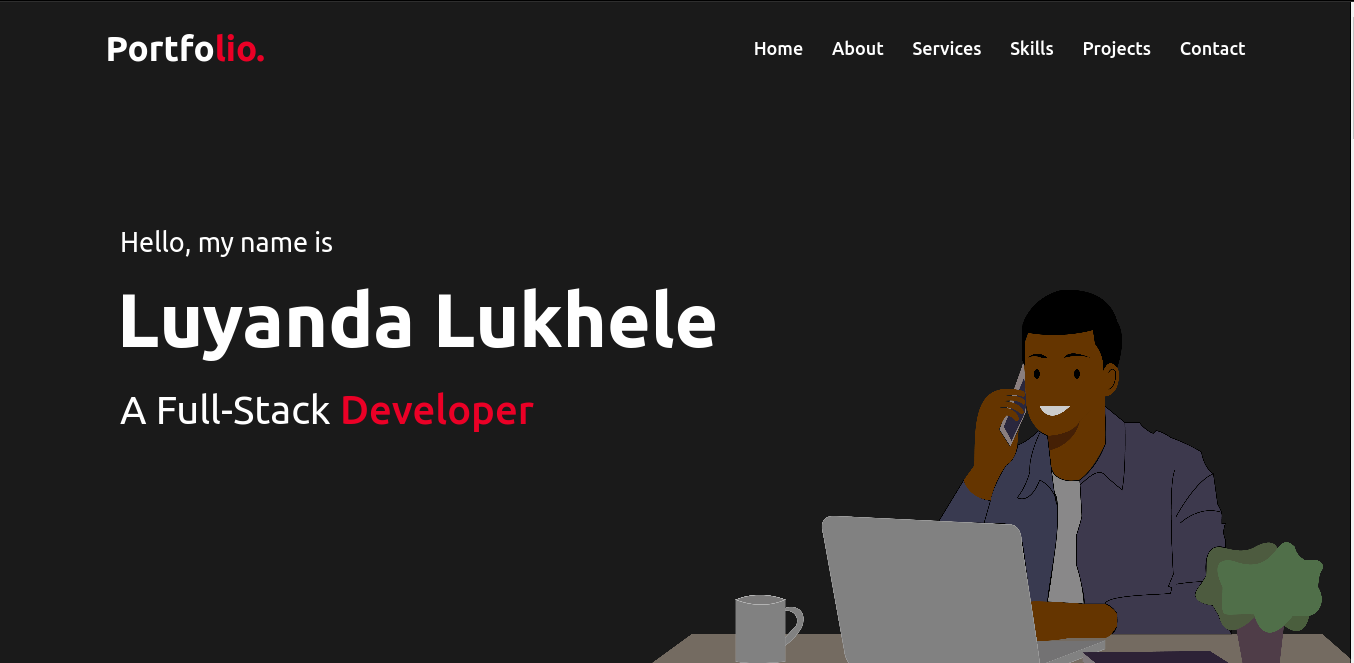 Portfolio.
Home About Services Skills Projects Contact
Hello, my name is
Luyanda Lukhele
A Full-Stack Developer